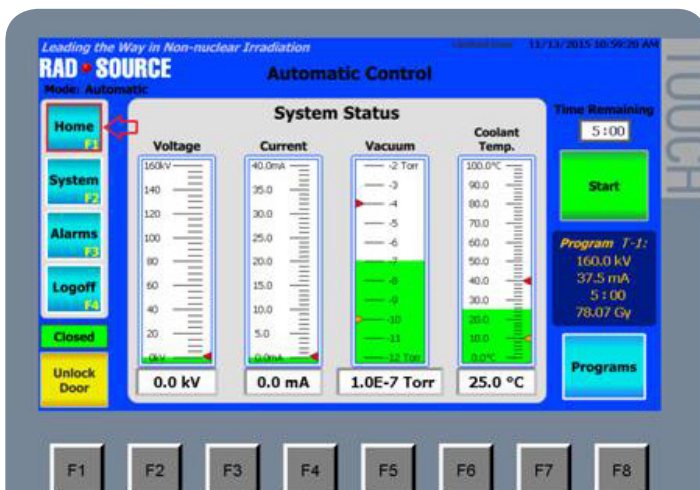 Leading the Way in Non-nuclear Irradiation
11/13/2015 10:59:20 AM
RAD SOURCE
Automatic Control
Mode: Automatic
TOUCH
Home
F1
System
F2
Alarms
F3
Logoff
F4
Closed
Unlock
Door
System Status
Voltage
160kV
140
120
100
80
60
40
20
0kV
0.0 kV
Current
40.0mA
35.0
30.0
25.0
20.0
15.0
10.0
5.0
0.0mA
0.0 mA
Vacuum
-2 Torr
-3
-4
-5
-6
-7
-8
-9
-10
-11
-12 Torr
1.0E-7 Torr
Coolant
Temp.
100.0°C
90.0
80.0
70.0
60.0
50.0
40.0
30.0
20.0
10.0
0.0°C
25.0 °C
Time Remaining
5:00
Start
Program T-1:
160.0 kV
37.5 mA
5:00
78.07 Gy
Programs
F1
F2
F3
F4
F5
F6
F7
F8